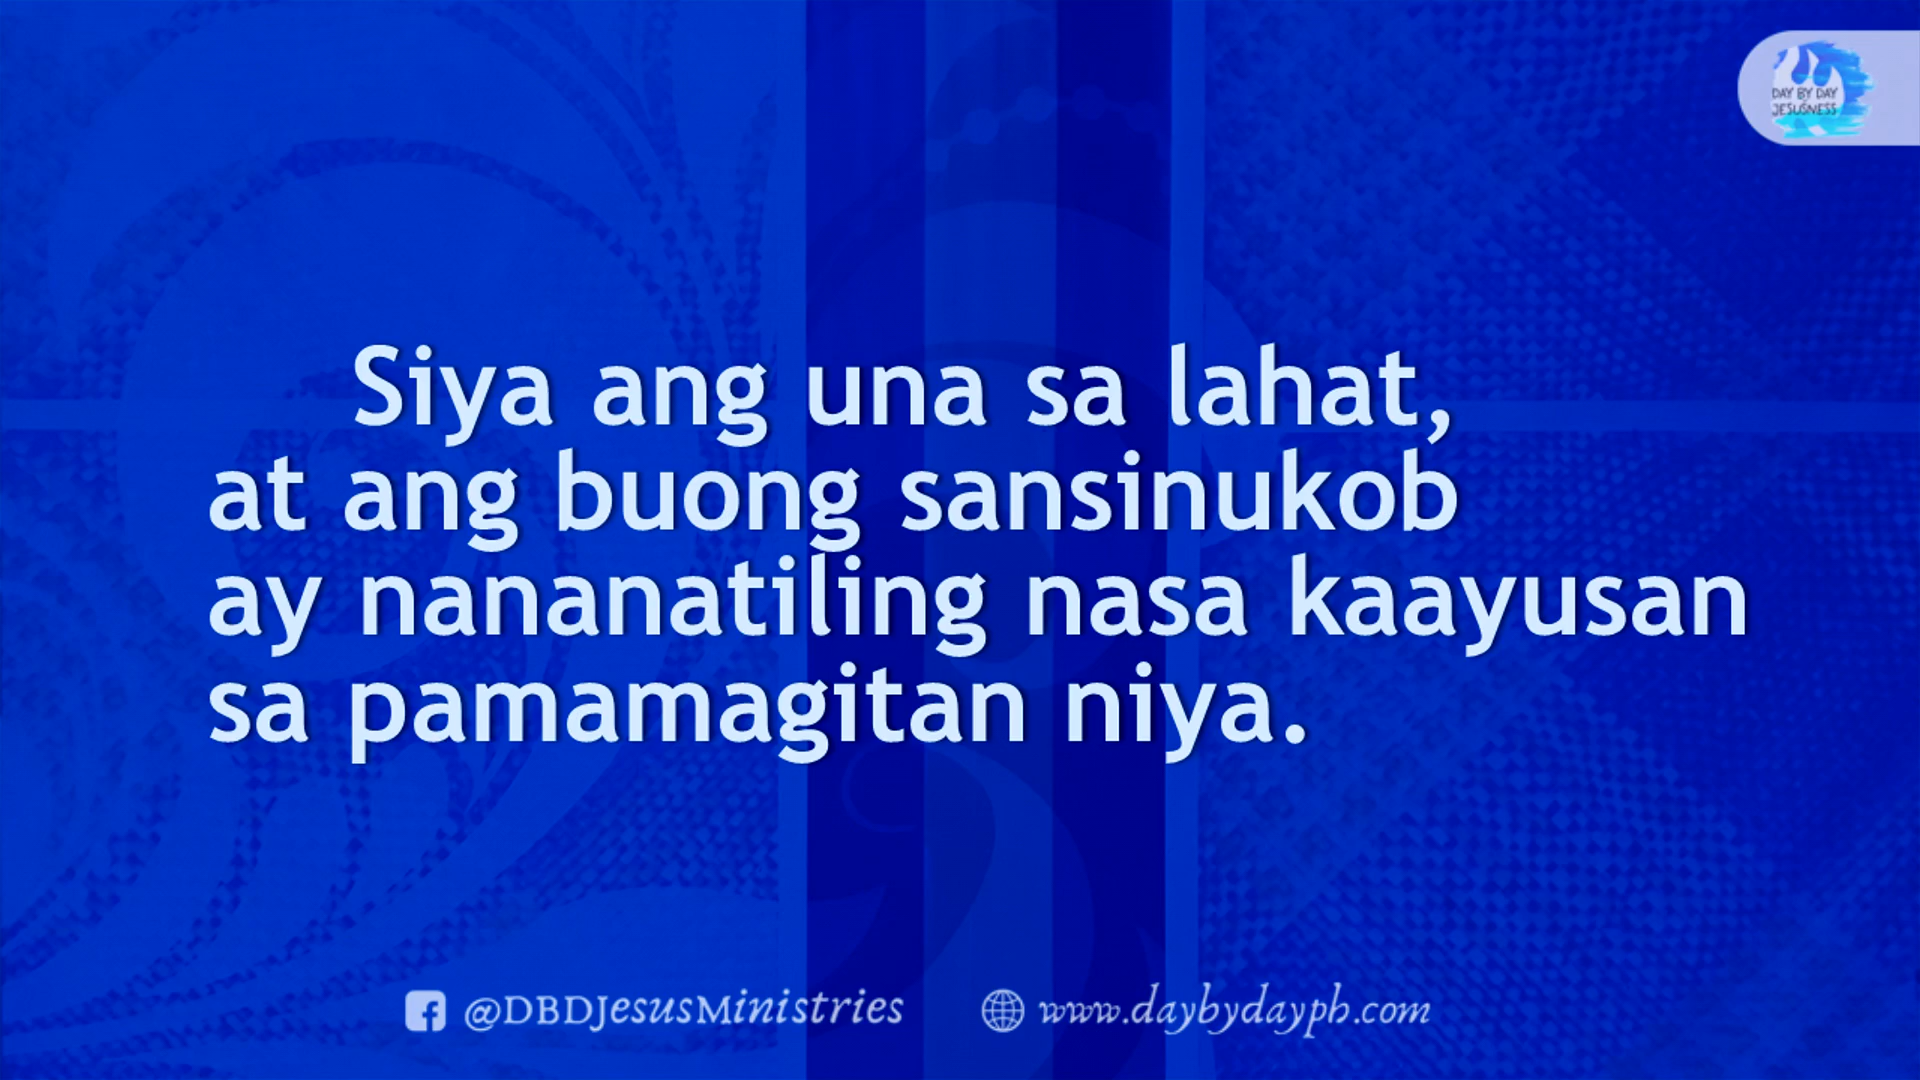 DAY BY DAY
JESUSNESS
Siya ang una sa lahat,
at ang buong sansinukob
ay nananatiling nasa kaayusan
sa pamamagitan niya.
@DBDJesusMinistries
www.daybydayph.com